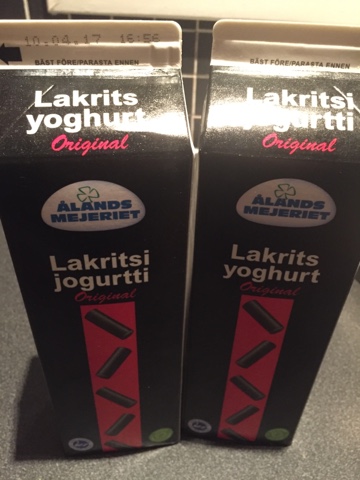 10.04.17 16:56
BÄST FÖRE/PARASTA ENNEN
Lakrits
yoghurt
Original
ÅLANDS
MEJERIET
Lakritsi
jogurtti
Original
BÄST FÖRE/PARASTA ENNEN
Lakritsi
jogurtti
Original
ÅLANDS
MEJERIET
Lakrits
yoghurt
Original